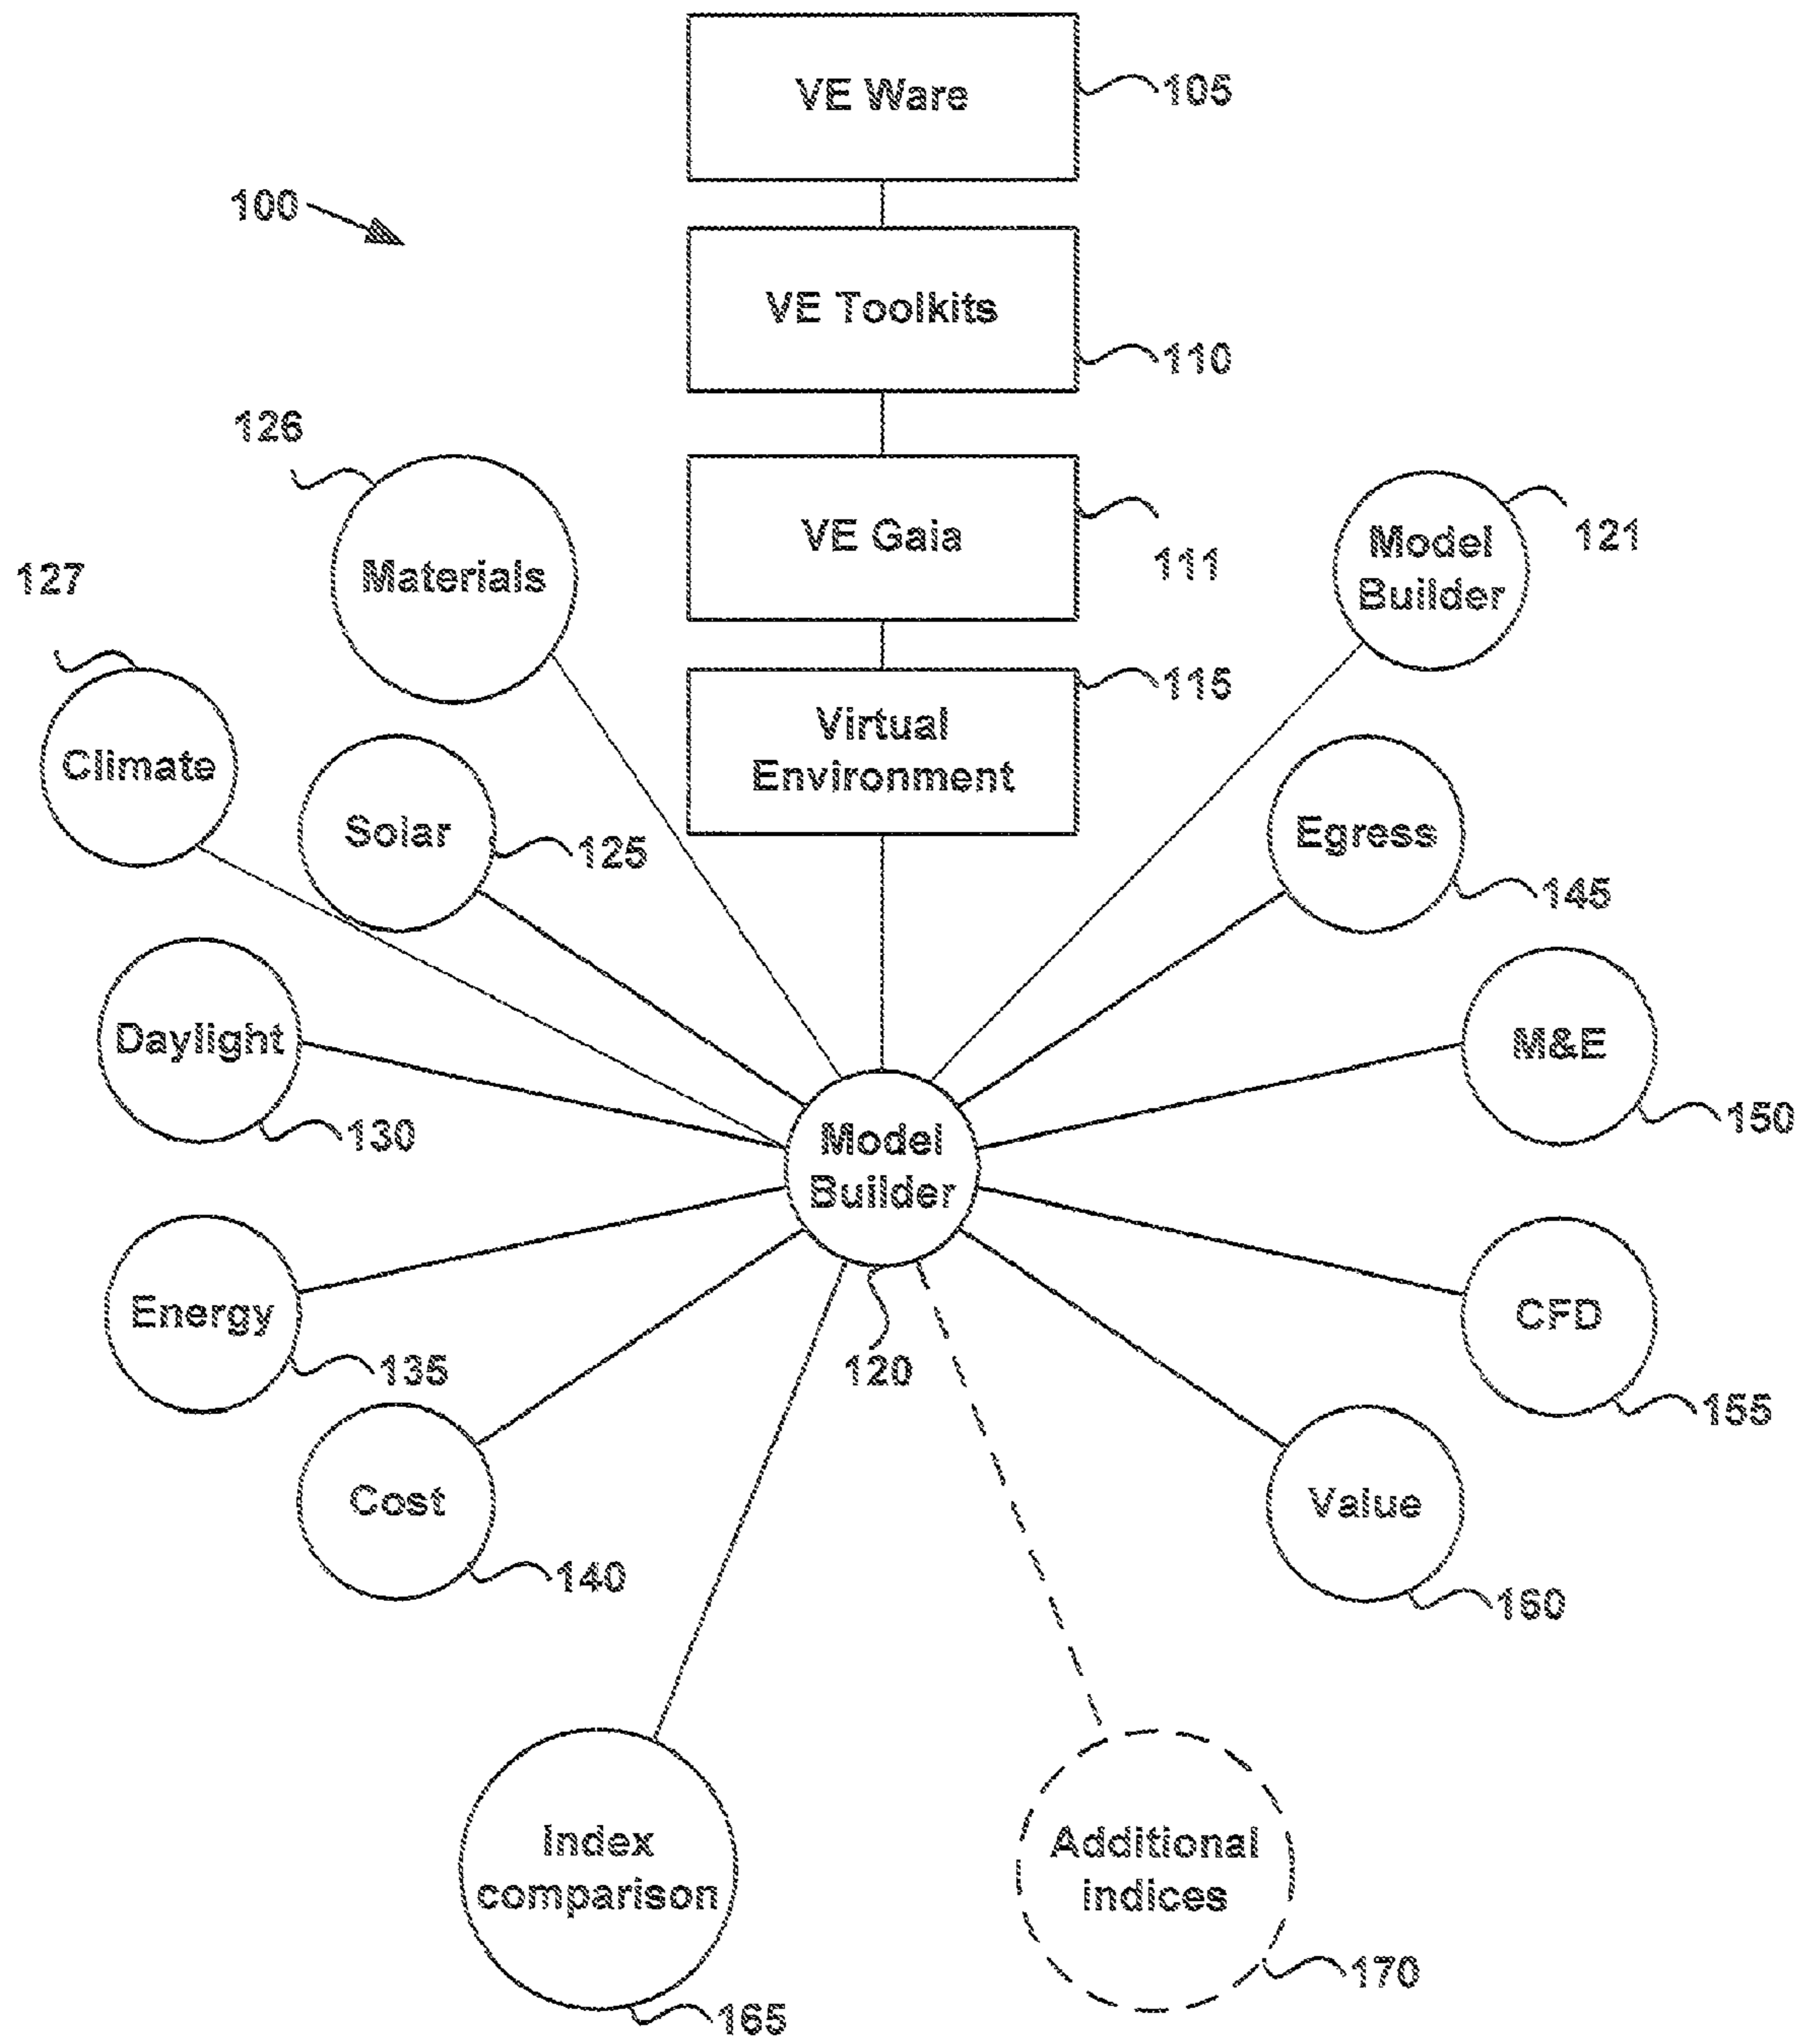 VE Ware
105
100
VE Toolkits
110
126
VE Gaia
111
Materials
Model
Builder
121
127
115
Virtual
Environment
Climate
Solar
125
Egress
145
Daylight
130
M&E
150
Model
Builder
120
Energy
135
CFD
155
Cost
140
Value
160
Index
comparison
165
Additional
indices
170